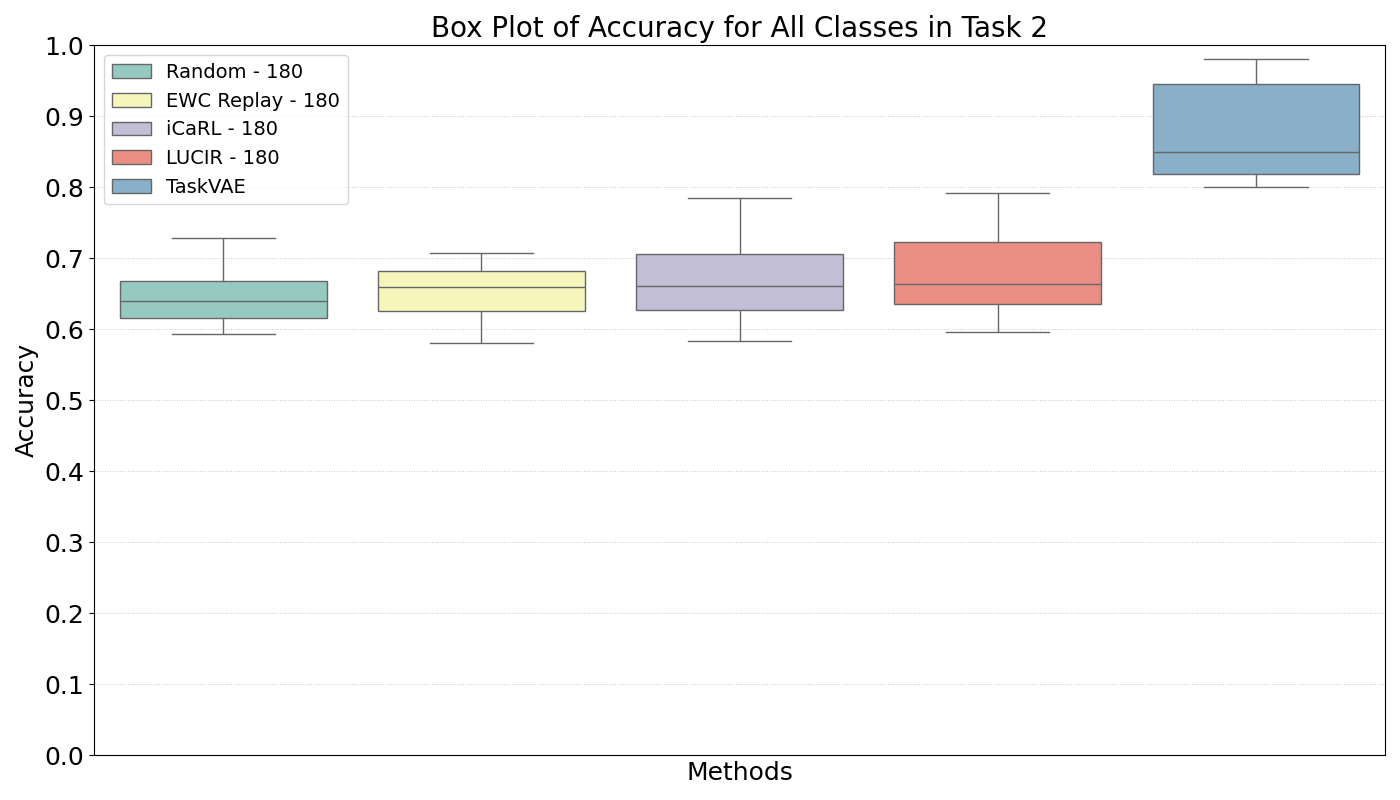 Box Plot of Accuracy for All Classes in Task 2
1.0
0.9
0.8
0.7
0.6
0.5
0.4
0.3
0.2
0.1
0.0
Accuracy
Random - 180
EWC Replay - 180
iCaRL - 180
LUCIR - 180
TaskVAE
Methods